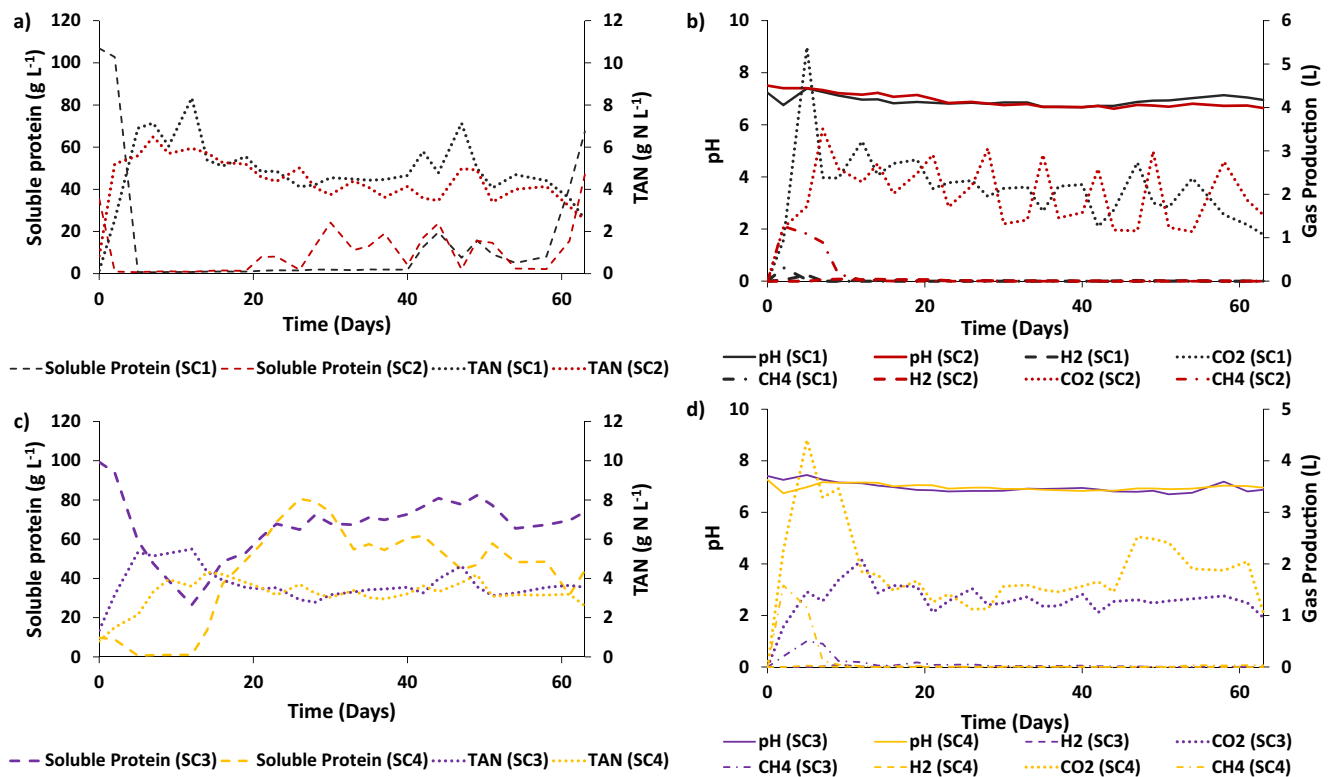 a)
Soluble protein (g L⁻¹)
120
100
80
60
40
20
0
12
10
8
6
4
2
0
TAN (g N L⁻¹)
0 20 40 60
Time (Days)
Soluble Protein (SC1) Soluble Protein (SC2) TAN (SC1) TAN (SC2)
b)
pH
10
8
6
4
2
0
6
5
4
3
2
1
0
Gas Production (L)
0 20 40 60
Time (Days)
pH (SC1) pH (SC2) H2 (SC1) CO2 (SC1)
CH4 (SC1) H2 (SC2) CO2 (SC2) CH4 (SC2)
c)
Soluble protein (g L⁻¹)
120
100
80
60
40
20
0
12
10
8
6
4
2
0
TAN (g N L⁻¹)
0 20 40 60
Time (Days)
Soluble Protein (SC3) Soluble Protein (SC4) TAN (SC3) TAN (SC4)
d)
pH
10
8
6
4
2
0
5
4
3
2
1
0
Gas Production (L)
0 20 40 60
Time (Days)
pH (SC3) pH (SC4) H2 (SC3) CO2 (SC3)
CH4 (SC3) H2 (SC4) CO2 (SC4) CH4 (SC4)